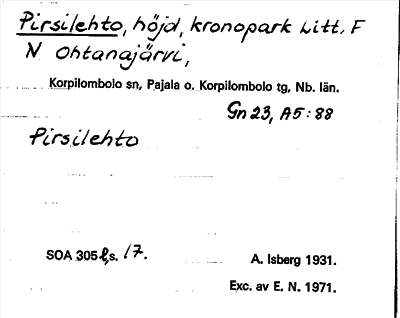 Pirsilehto, höjd, kronopark Litt. F
N Ohtanajärvi,
Korpilombolo sn, Pajala o. Korpilombolo tg, Nb. län.
Gn 23, A5:88
Pirsilehto
SOA 305 l, s. 17.
A. Isberg 1931.
Exc. av E. N. 1971.